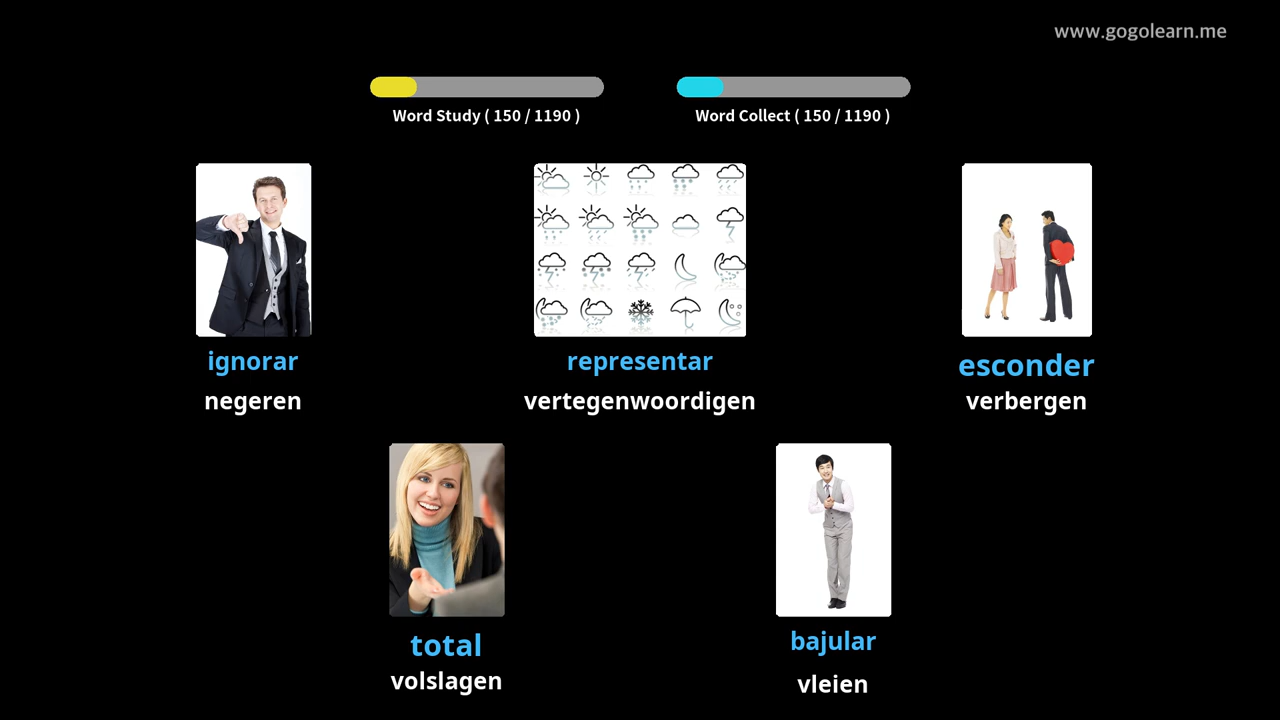 www.gogolearn.me
Word Study ( 150 / 1190 )
Word Collect ( 150 / 1190 )
ignorar
negeren
representar
vertegenwoordigen
esconder
verbergen
total
volslagen
bajular
vleien